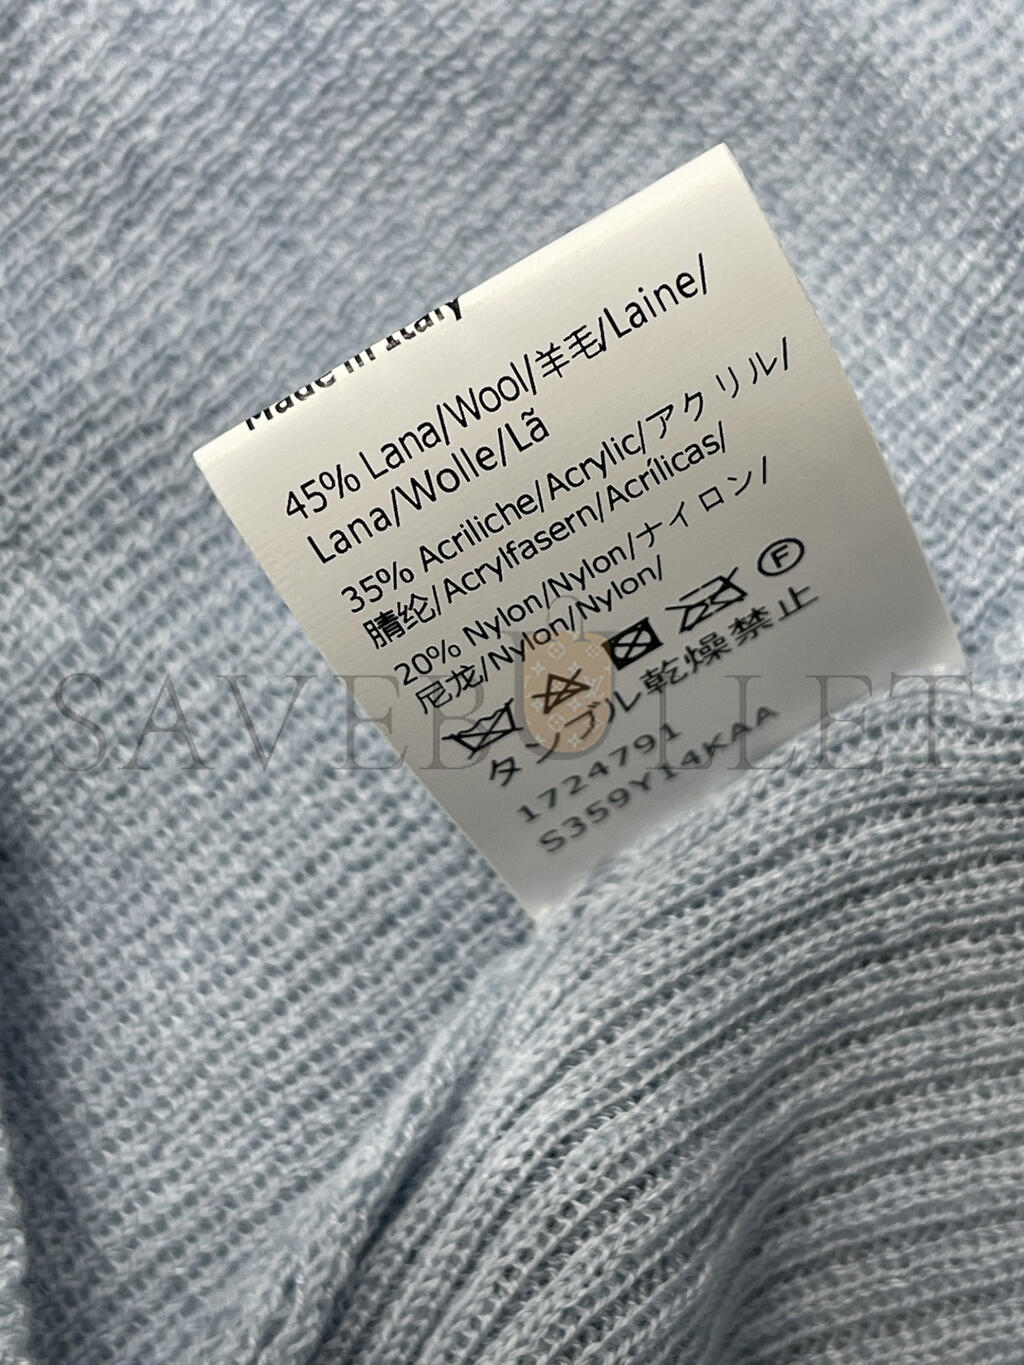 Made in Italy
45% Lana/Wool/羊毛/Laine/
Lana/Wolle/Lã
35% Acriliche/Acrylic/アクリル/
腈纶/Acrylfasern/Acrílicas/
20% Nylon/Nylon/ナイロン/
尼龙/Nylon/Nylon/
F
タンブル乾燥禁止
1724791
S359Y14KAA
SAVEBULLET